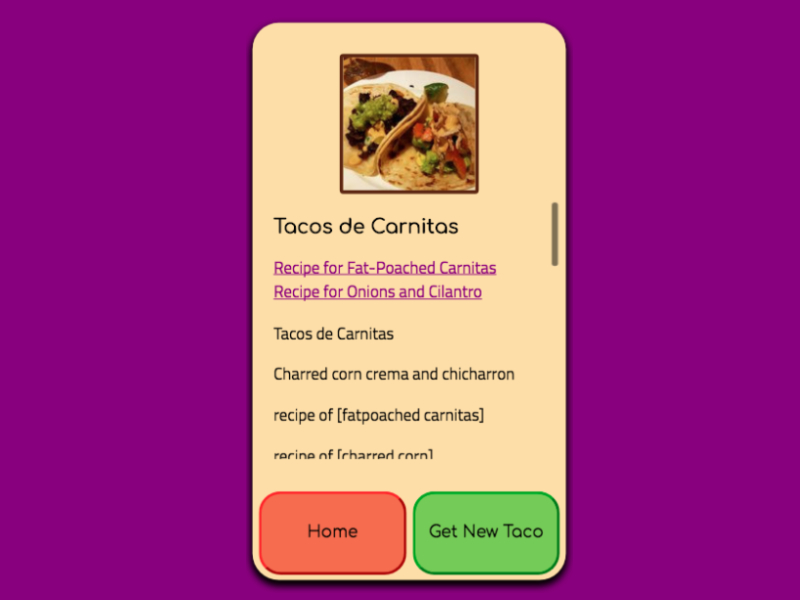 Tacos de Carnitas
Recipe for Fat-Poached Carnitas
Recipe for Onions and Cilantro
Tacos de Carnitas
Charred corn crema and chicharron
recipe of [fatpoached carnitas]
recipe of [charred corn]
Home
Get New Taco